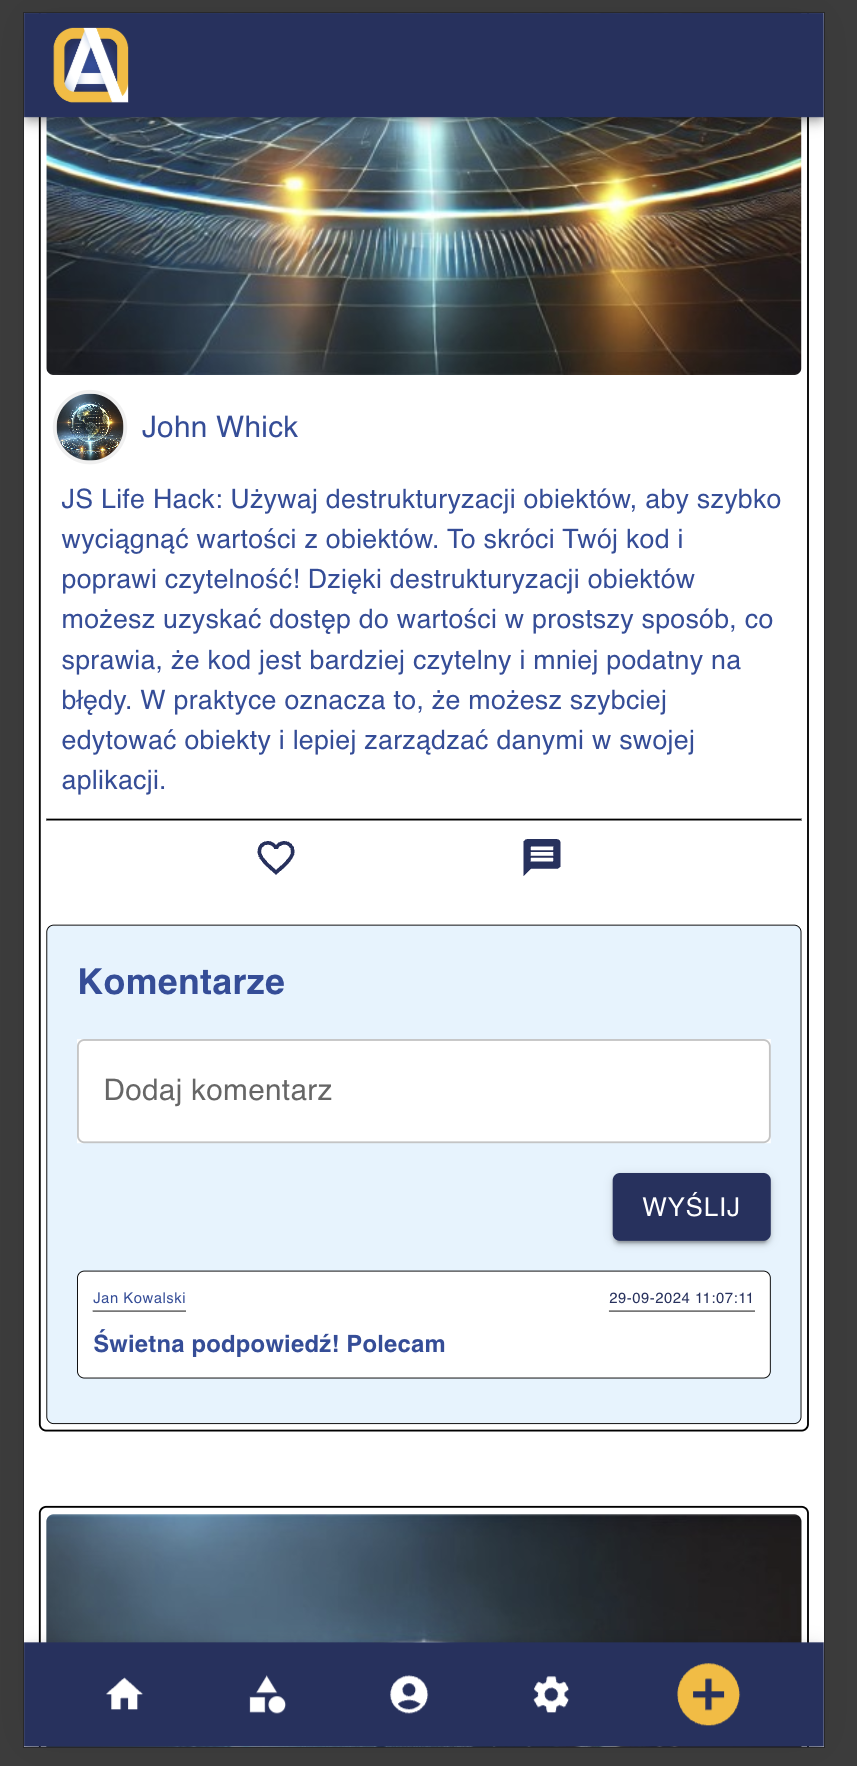 A
John Whick
JS Life Hack: Używaj destrukturyzacji obiektów, aby szybko
wyciągnąć wartości z obiektów. To skróci Twój kod i
poprawi czytelność! Dzięki destrukturyzacji obiektów
możesz uzyskać dostęp do wartości w prostszy sposób, co
sprawia, że kod jest bardziej czytelny i mniej podatny na
błędy. W praktyce oznacza to, że możesz szybciej
edytować obiekty i lepiej zarządzać danymi w swojej
aplikacji.
Komentarze
Dodaj komentarz
WYŚLIJ
Jan Kowalski 29-09-2024 11:07:11
Świetna podpowiedź! Polecam